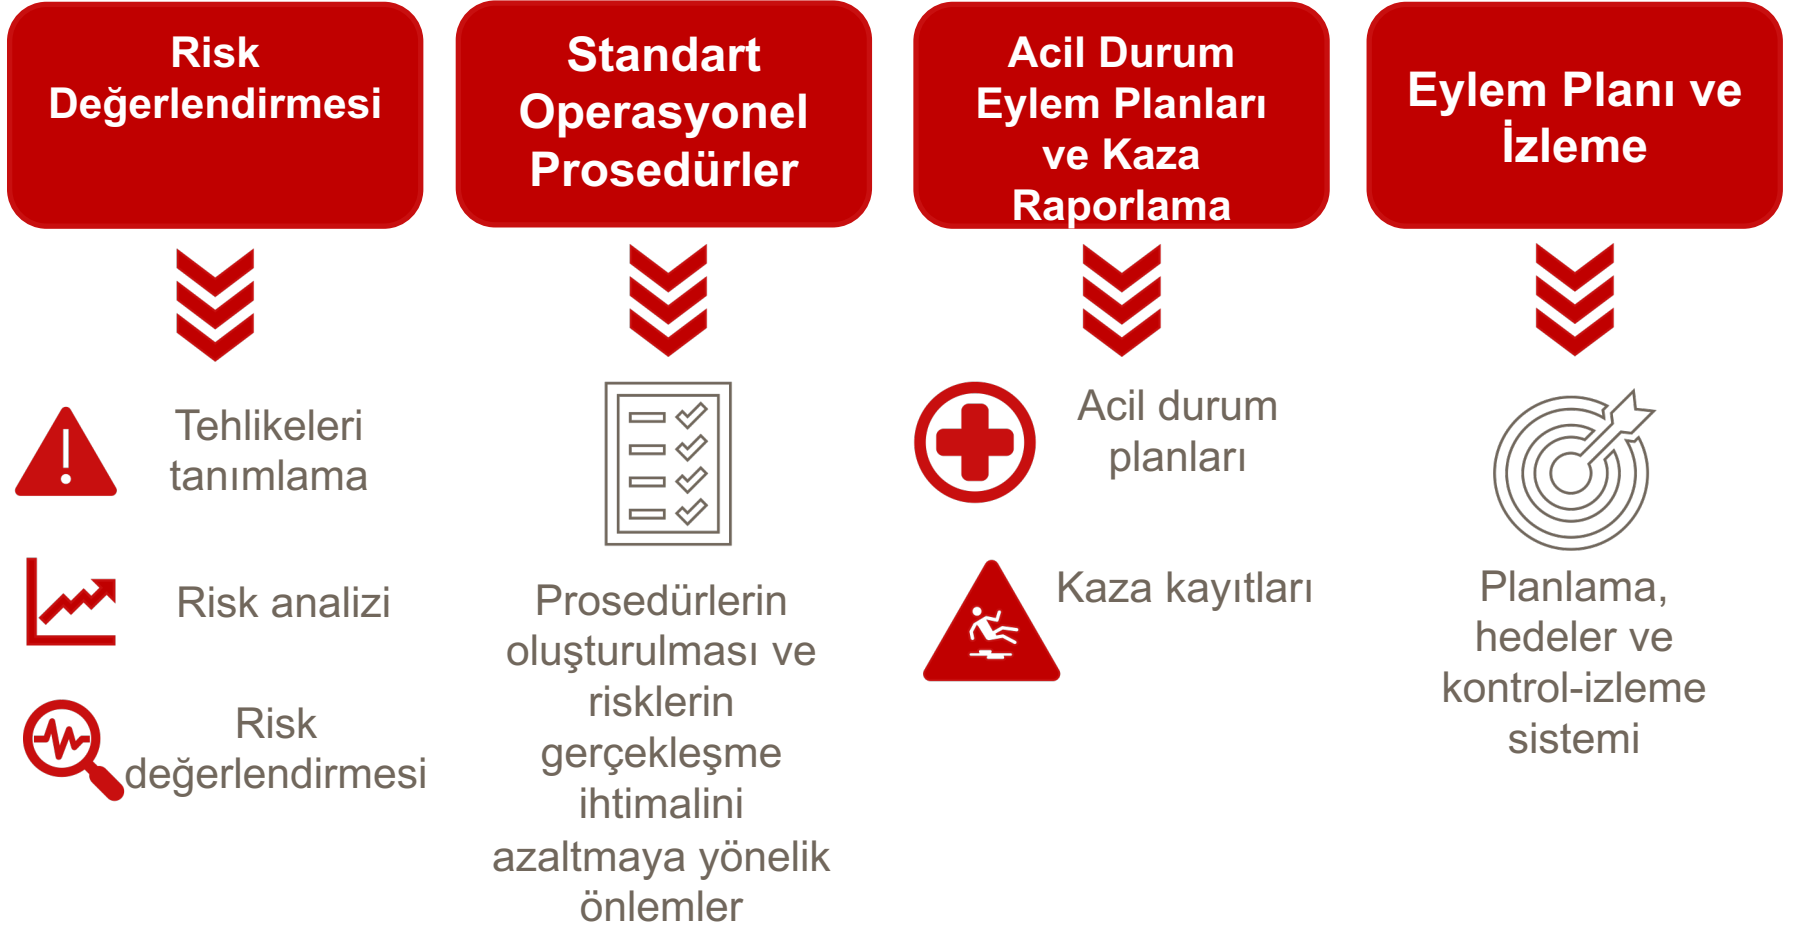 Risk
Değerlendirmesi
Standart
Operasyonel
Prosedürler
Acil Durum
Eylem Planları
ve Kaza
Raporlama
Eylem Planı ve
İzleme
Tehlikeleri
tanımlama
Risk analizi
Risk
değerlendirmesi
Prosedürlerin
oluşturulması ve
risklerin
gerçekleşme
ihtimalini
azaltmaya yönelik
önlemler
Acil durum
planları
Kaza kayıtları
Planlama,
hedeler ve
kontrol-izleme
sistemi